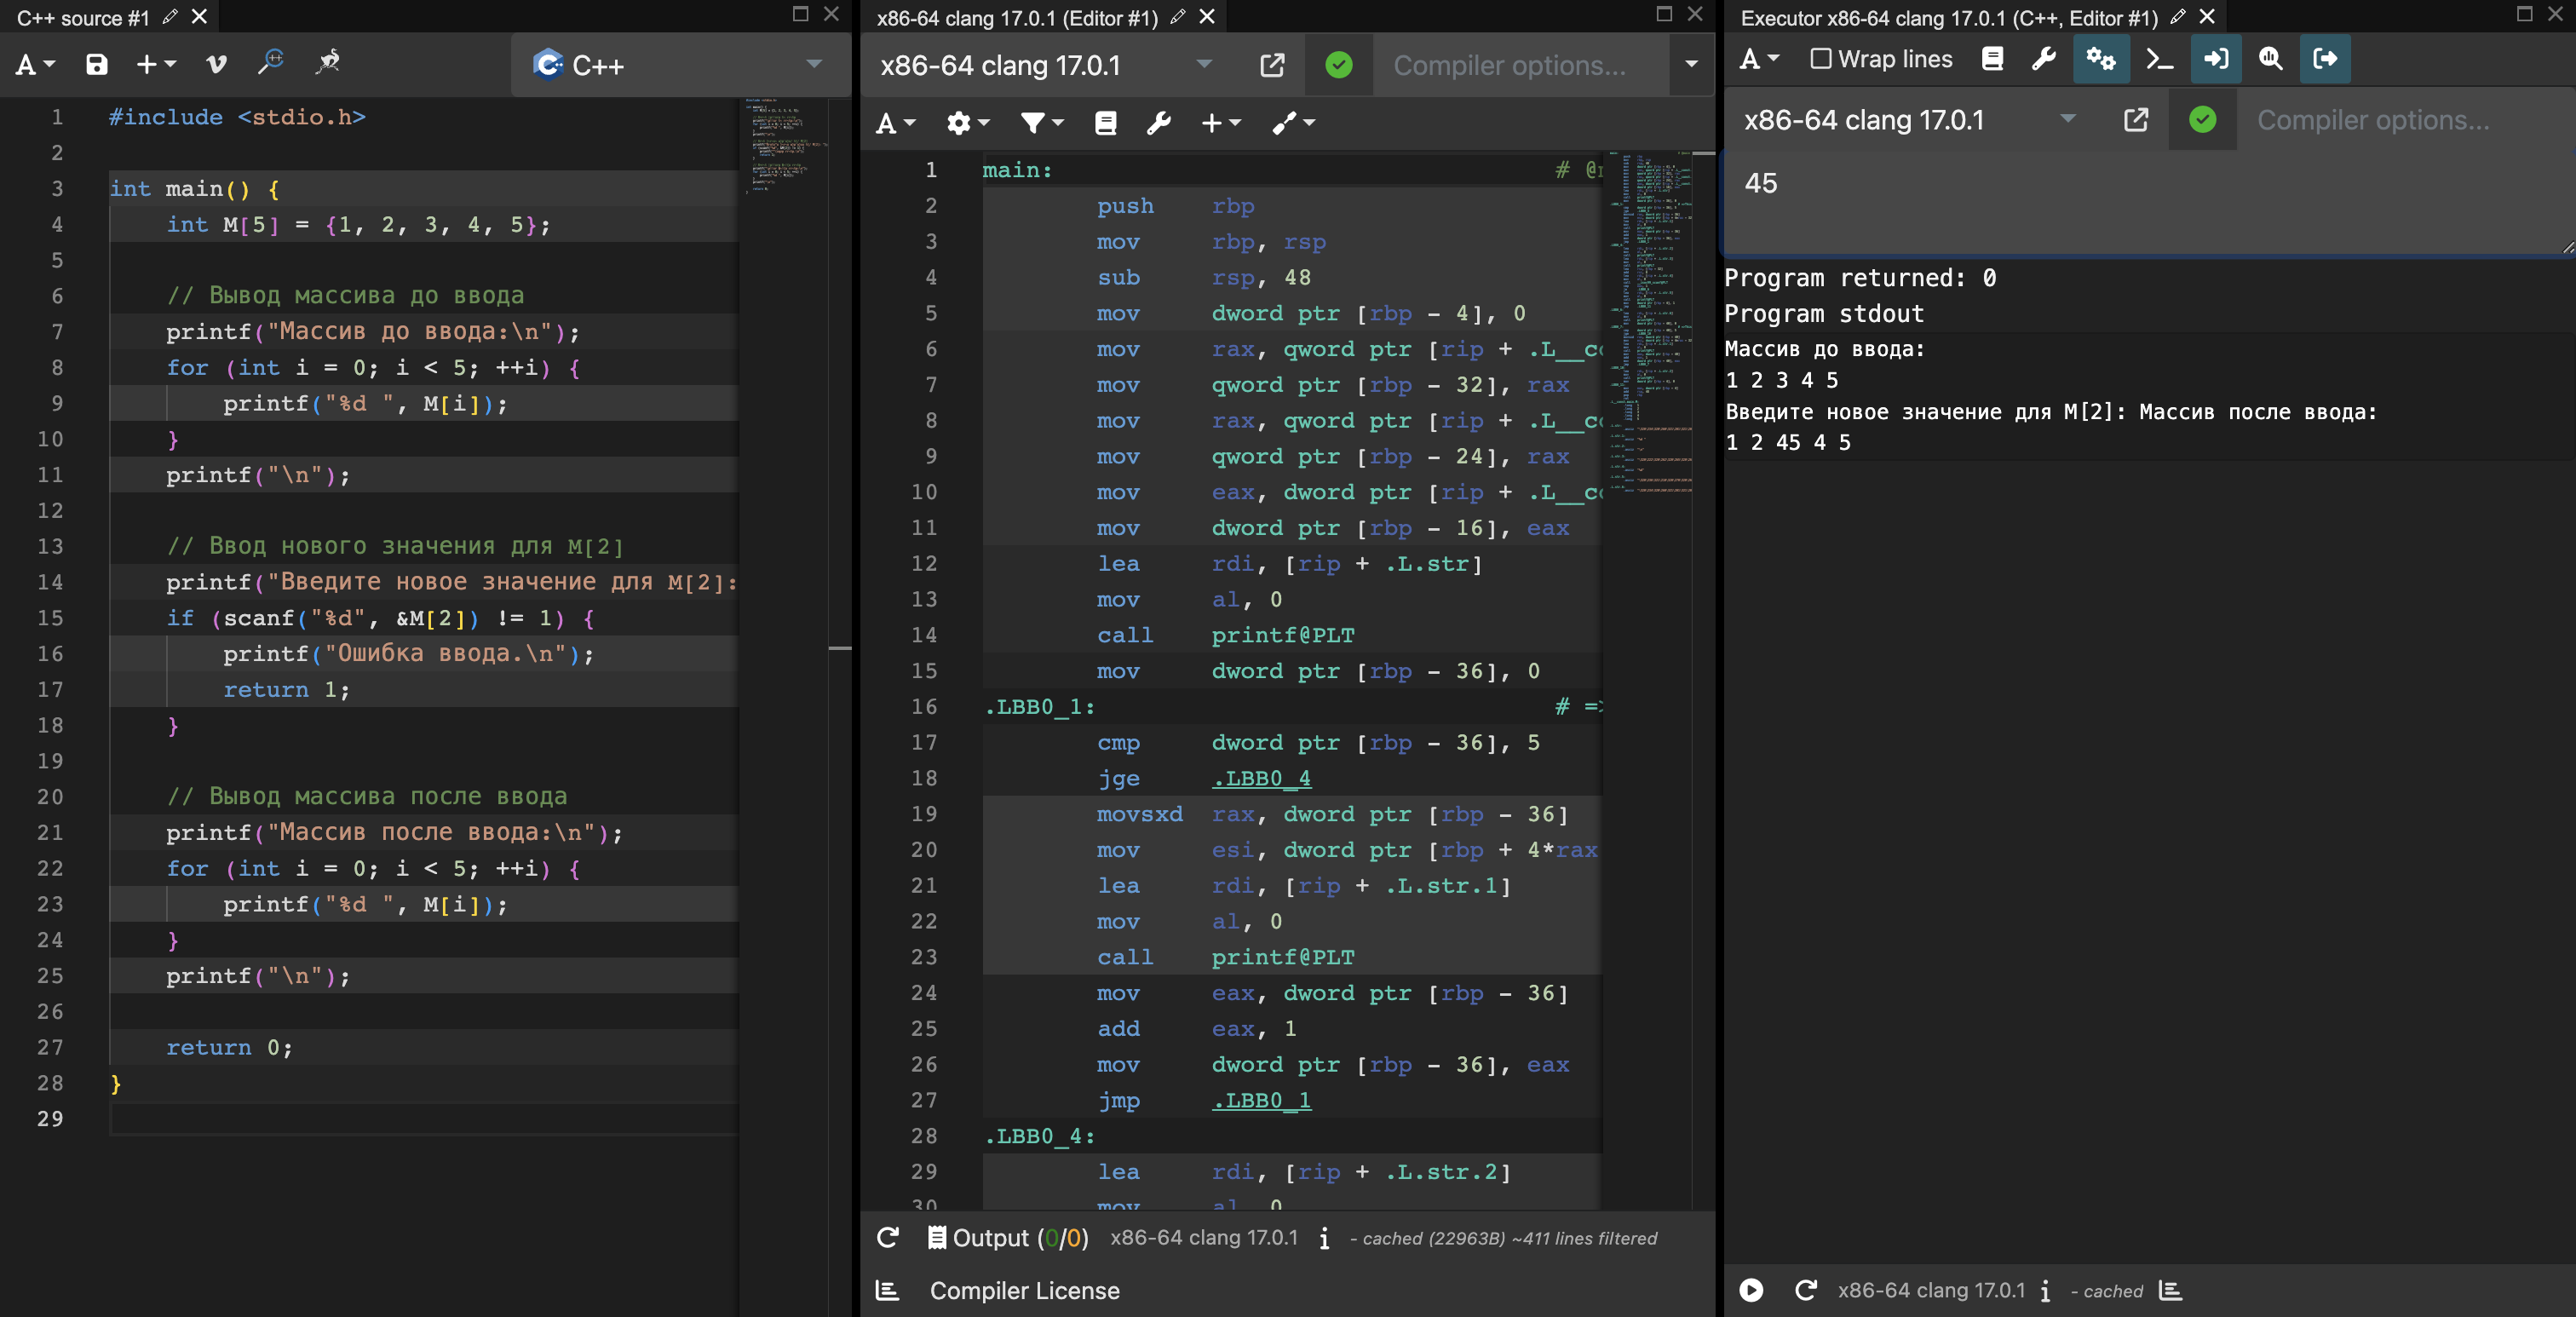 C++ source #1
C++
1 #include <stdio.h>
2
3 int main() {
4 int M[5] = {1, 2, 3, 4, 5};
5
6 // Вывод массива до ввода
7 printf("Массив до ввода:\n");
8 for (int i = 0; i < 5; ++i) {
9 printf("%d ", M[i]);
10 }
11 printf("\n");
12
13 // Ввод нового значения для M[2]
14 printf("Введите новое значение для M[2]:
15 if (scanf("%d", &M[2]) != 1) {
16 printf("Ошибка ввода.\n");
17 return 1;
18 }
19
20 // Вывод массива после ввода
21 printf("Массив после ввода:\n");
22 for (int i = 0; i < 5; ++i) {
23 printf("%d ", M[i]);
24 }
25 printf("\n");
26
27 return 0;
28 }
29
x86-64 clang 17.0.1 (Editor #1)
x86-64 clang 17.0.1
Compiler options...
1 main: #
2 push rbp
3 mov rbp, rsp
4 sub rsp, 48
5 mov dword ptr [rbp - 4], 0
6 mov rax, qword ptr [rip +
7 mov qword ptr [rbp - 32], rax
8 mov rax, qword ptr [rip +
9 mov qword ptr [rbp - 24], rax
10 mov eax, dword ptr [rip +
11 mov dword ptr [rbp - 16], eax
12 lea rdi, [rip + .L.str]
13 mov al, 0
14 call printf@PLT
15 mov dword ptr [rbp - 36], 0
16 .LBB0_1: #
17 cmp dword ptr [rbp - 36], 5
18 jge .LBB0_4
19 movsxd rax, dword ptr [rbp - 36]
20 mov esi, dword ptr [rbp + 4*rax
21 lea rdi, [rip + .L.str.1]
22 mov al, 0
23 call printf@PLT
24 mov eax, dword ptr [rbp - 36]
25 add eax, 1
26 mov dword ptr [rbp - 36], eax
27 jmp .LBB0_1
28 .LBB0_4:
29 lea rdi, [rip + .L.str.2]
30 mov al, 0
Output (0/0) x86-64 clang 17.0.1 i - cached (22963B) ~411 lines filtered
Compiler License
Executor x86-64 clang 17.0.1 (C++, Editor #1)
A Wrap lines
x86-64 clang 17.0.1
Compiler options...
45
Program returned: 0
Program stdout
Массив до ввода:
1 2 3 4 5
Введите новое значение для M[2]: Массив после ввода:
1 2 45 4 5
x86-64 clang 17.0.1 i - cached